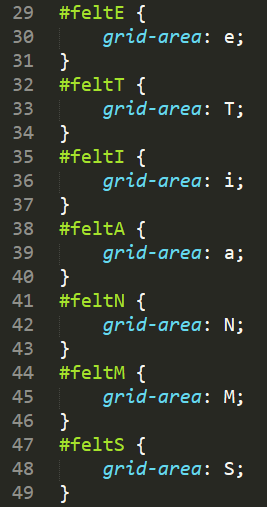 29 #feltE {
30     grid-area: e;
31 }
32 #feltT {
33     grid-area: T;
34 }
35 #feltI {
36     grid-area: i;
37 }
38 #feltA {
39     grid-area: a;
40 }
41 #feltN {
42     grid-area: N;
43 }
44 #feltM {
45     grid-area: M;
46 }
47 #feltS {
48     grid-area: S;
49 }